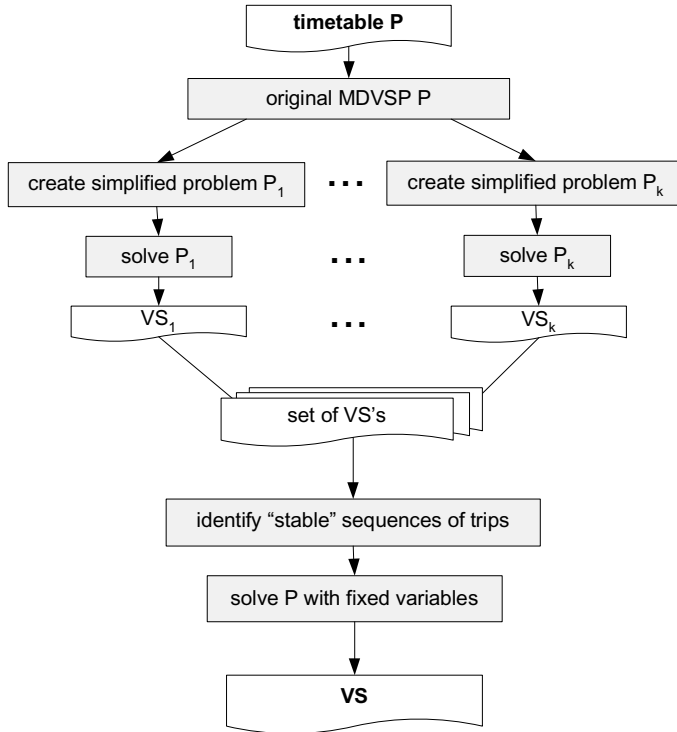 timetable P
original MDVSP P
create simplified problem P₁ ... create simplified problem Pₖ
solve P₁ ... solve Pₖ
VS₁ ... VSₖ
set of VS's
identify “stable” sequences of trips
solve P with fixed variables
VS